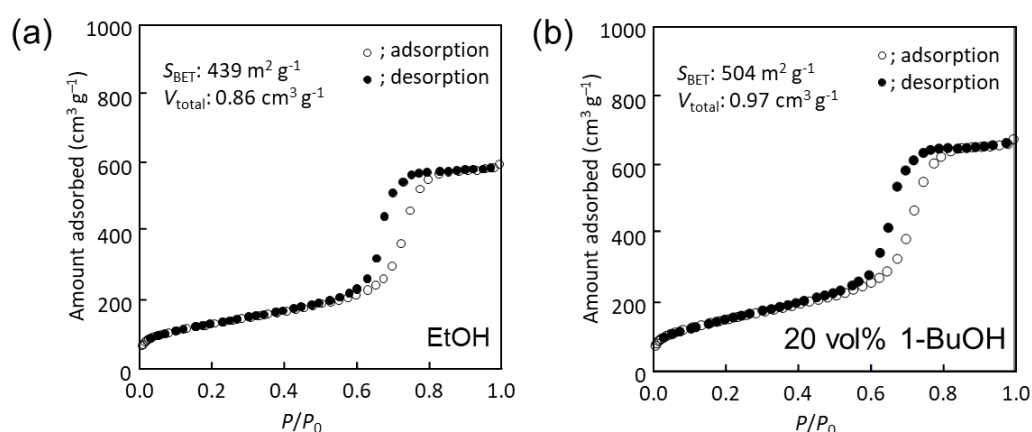 (a)
Amount adsorbed (cm³ g⁻¹)
1000
800
600
400
200
0
○ ; adsorption
● ; desorption
S_BET: 439 m² g⁻¹
V_total: 0.86 cm³ g⁻¹
EtOH
0.0 0.2 0.4 0.6 0.8 1.0
P/P₀
(b)
Amount adsorbed (cm³ g⁻¹)
1000
800
600
400
200
0
○ ; adsorption
● ; desorption
S_BET: 504 m² g⁻¹
V_total: 0.97 cm³ g⁻¹
20 vol% 1-BuOH
0.0 0.2 0.4 0.6 0.8 1.0
P/P₀